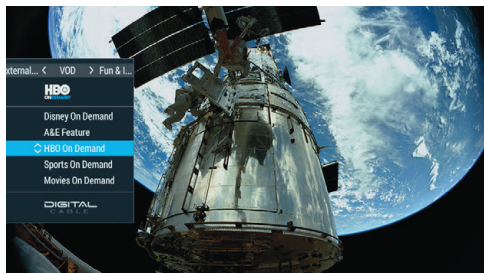 xternal... < VOD > Fun & I...
HBO
ON DEMAND
Disney On Demand
A&E Feature
HBO On Demand
Sports On Demand
Movies On Demand
DIGITAL
CABLE